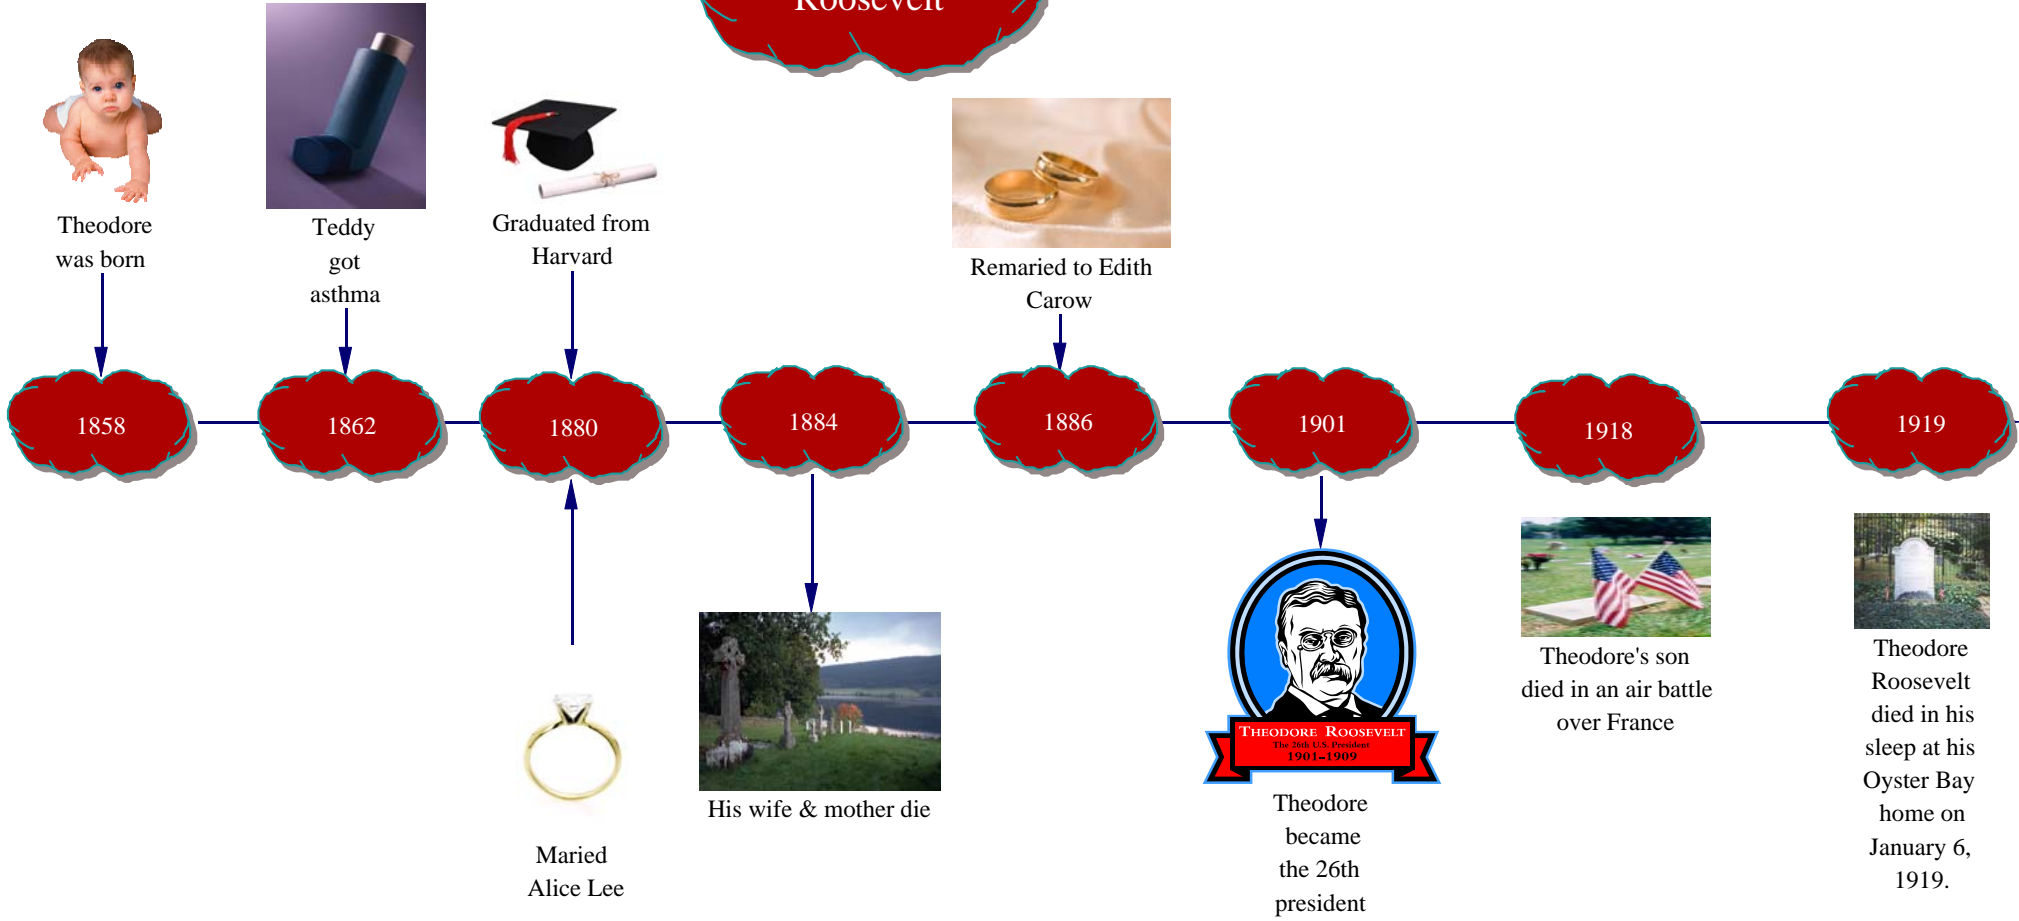 Roosevelt
Theodore
was born
Teddy
got
asthma
Graduated from
Harvard
Remaried to Edith
Carow
1858
1862
1880
1884
1886
1901
1918
1919
Maried
Alice Lee
His wife & mother die
THEODORE ROOSEVELT
The 26th U.S. President
1901–1909
Theodore
became
the 26th
president
Theodore's son
died in an air battle
over France
Theodore
Roosevelt
died in his
sleep at his
Oyster Bay
home on
January 6,
1919.